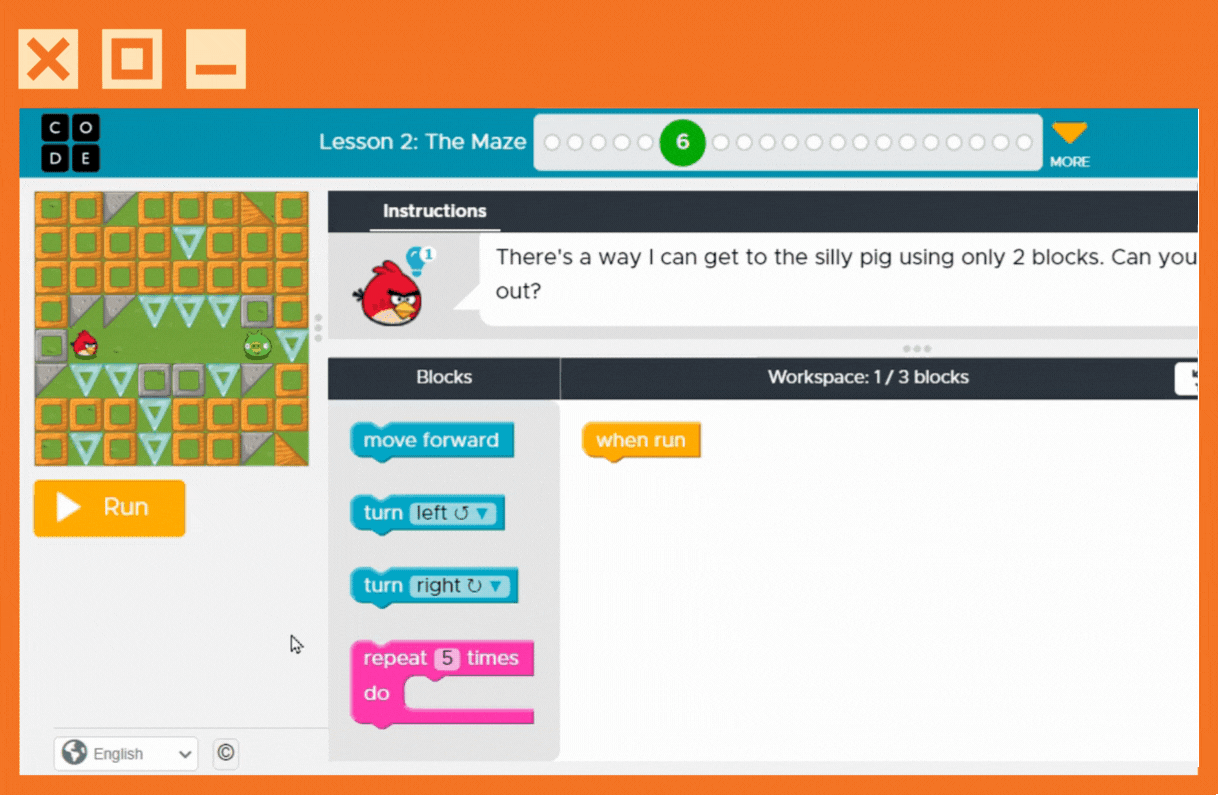 C O
D E
Lesson 2: The Maze
6
MORE
Instructions
1
There's a way I can get to the silly pig using only 2 blocks. Can you
out?
Blocks
Workspace: 1 / 3 blocks
move forward
when run
turn left ↺ ▼
turn right ↻ ▼
repeat 5 times
do
Run
English
©